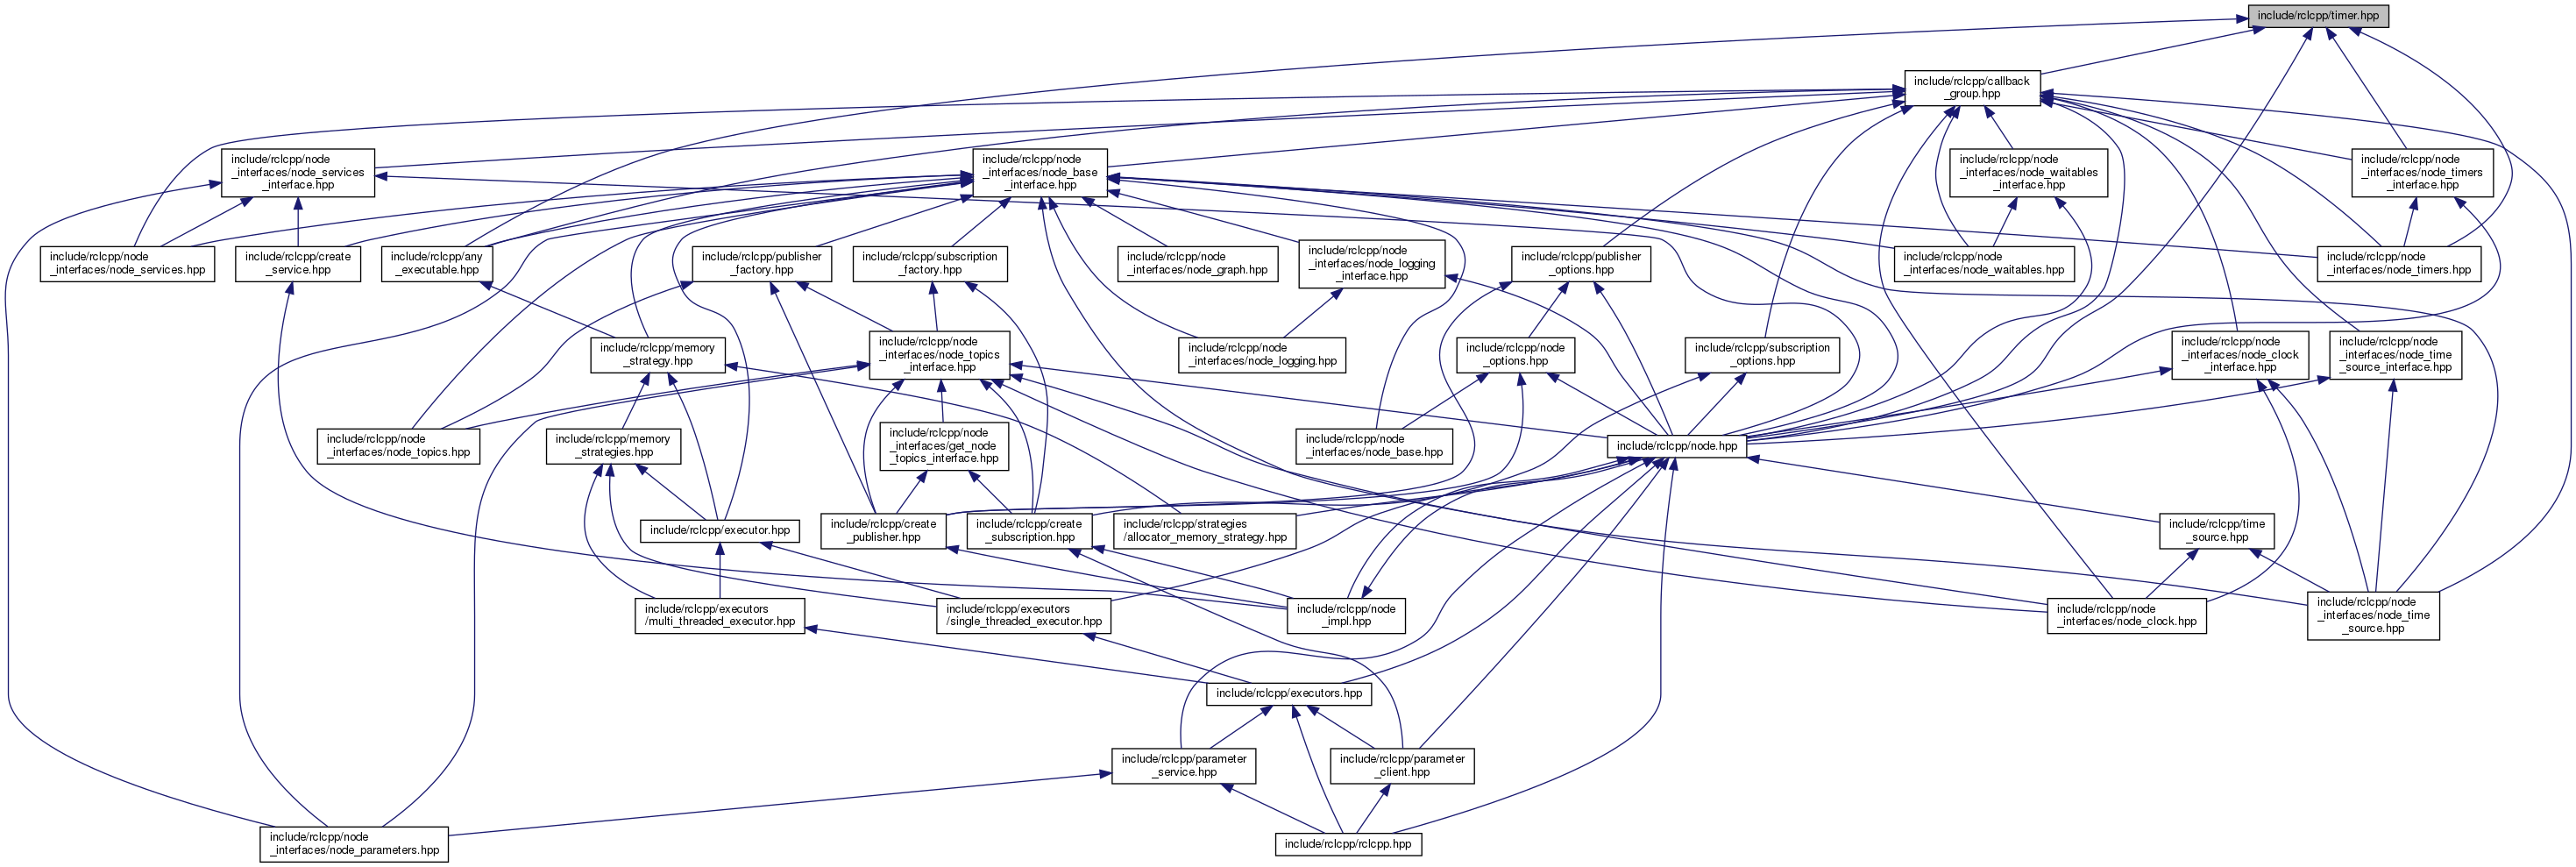 include/rclcpp/timer.hpp
include/rclcpp/callback
_group.hpp
include/rclcpp/node
_interfaces/node_services
_interface.hpp
include/rclcpp/node
_interfaces/node_base
_interface.hpp
include/rclcpp/node
_interfaces/node_waitables
_interface.hpp
include/rclcpp/node
_interfaces/node_timers
_interface.hpp
include/rclcpp/node
_interfaces/node_services.hpp
include/rclcpp/create
_service.hpp
include/rclcpp/any
_executable.hpp
include/rclcpp/publisher
_factory.hpp
include/rclcpp/subscription
_factory.hpp
include/rclcpp/node
_interfaces/node_graph.hpp
include/rclcpp/node
_interfaces/node_logging
_interface.hpp
include/rclcpp/publisher
_options.hpp
include/rclcpp/node
_interfaces/node_waitables.hpp
include/rclcpp/node
_interfaces/node_timers.hpp
include/rclcpp/memory
_strategy.hpp
include/rclcpp/node
_interfaces/node_topics
_interface.hpp
include/rclcpp/node
_interfaces/node_logging.hpp
include/rclcpp/node
_options.hpp
include/rclcpp/subscription
_options.hpp
include/rclcpp/node
_interfaces/node_clock
_interface.hpp
include/rclcpp/node
_interfaces/node_time
_source_interface.hpp
include/rclcpp/node
_interfaces/node_topics.hpp
include/rclcpp/memory
_strategies.hpp
include/rclcpp/node
_interfaces/get_node
_topics_interface.hpp
include/rclcpp/node
_interfaces/node_base.hpp
include/rclcpp/node.hpp
include/rclcpp/executor.hpp
include/rclcpp/create
_publisher.hpp
include/rclcpp/create
_subscription.hpp
include/rclcpp/strategies
/allocator_memory_strategy.hpp
include/rclcpp/time
_source.hpp
include/rclcpp/executors
/multi_threaded_executor.hpp
include/rclcpp/executors
/single_threaded_executor.hpp
include/rclcpp/node
_impl.hpp
include/rclcpp/node
_interfaces/node_clock.hpp
include/rclcpp/node
_interfaces/node_time
_source.hpp
include/rclcpp/executors.hpp
include/rclcpp/parameter
_service.hpp
include/rclcpp/parameter
_client.hpp
include/rclcpp/node
_interfaces/node_parameters.hpp
include/rclcpp/rclcpp.hpp